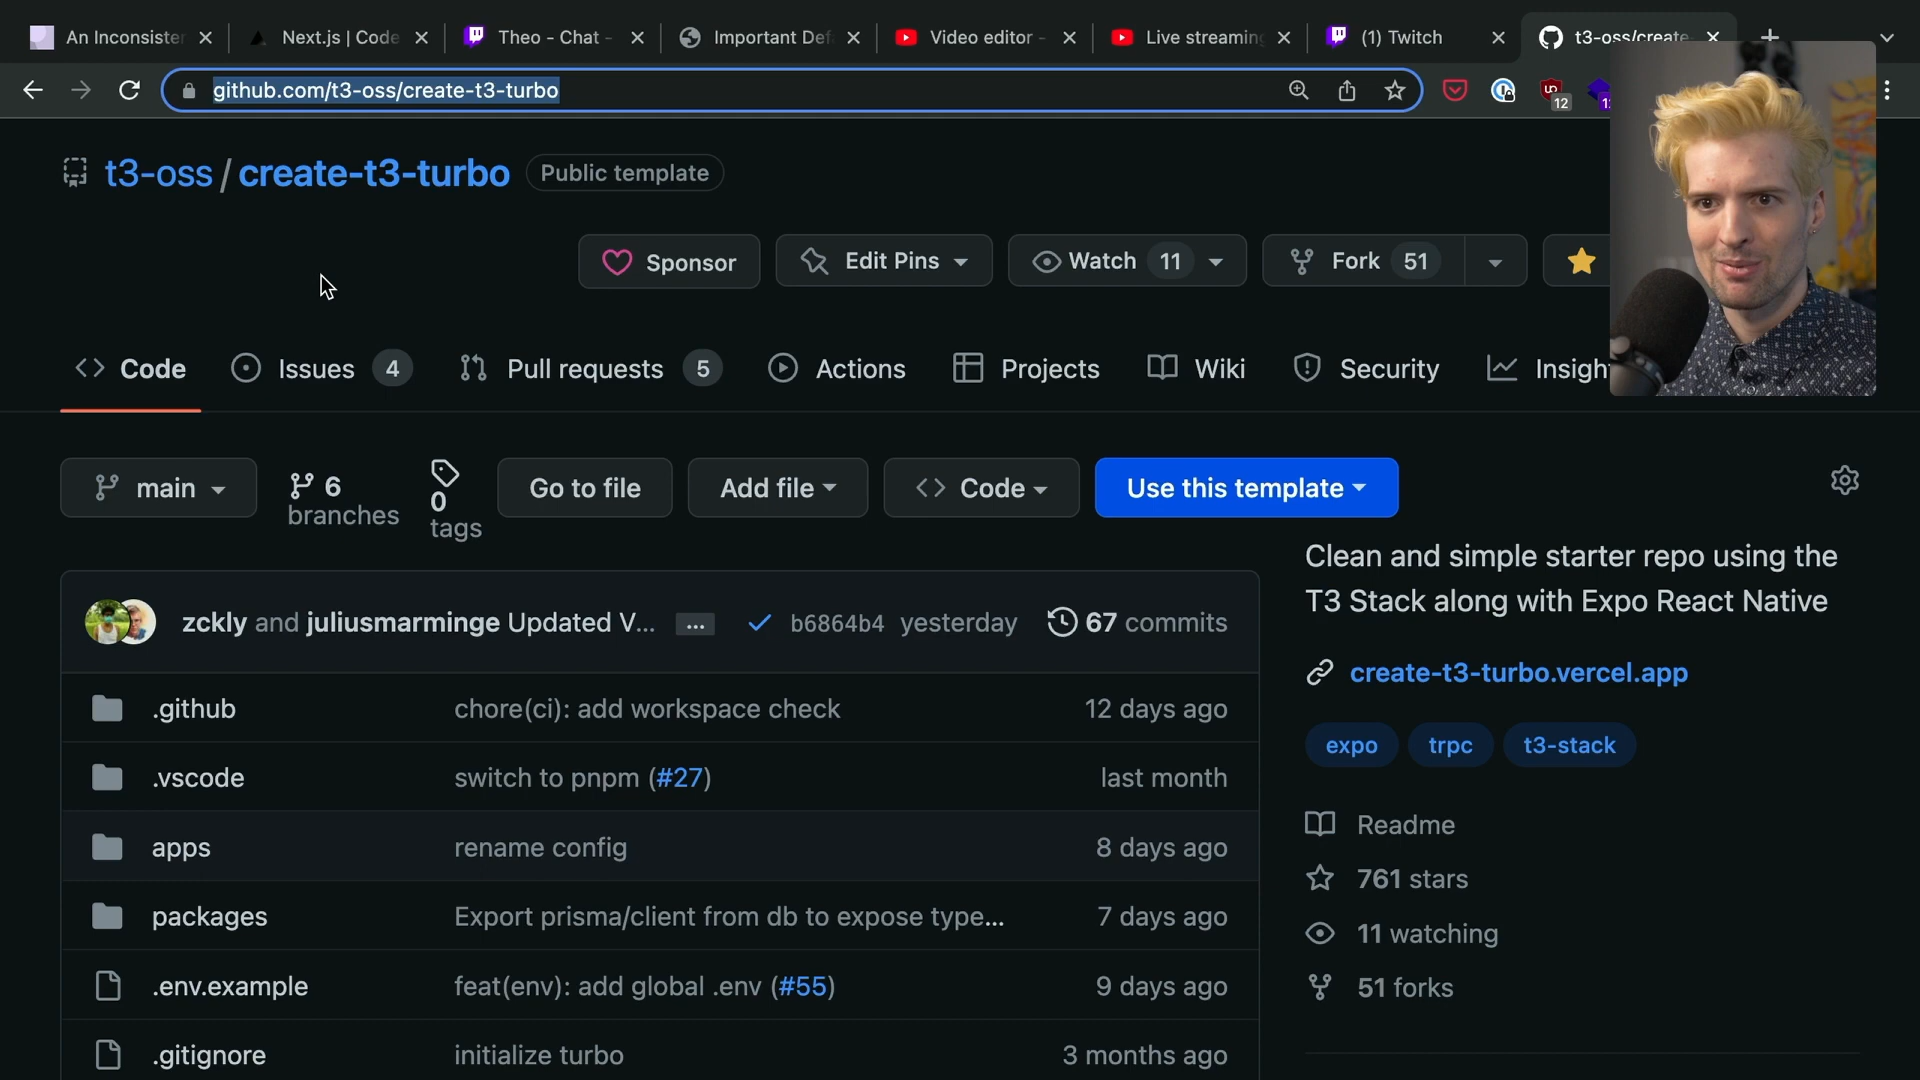 An Inconsister
Next.js | Code
Theo - Chat -
Important Def
Video editor -
Live streaming
(1) Twitch
t3-oss/create-
github.com/t3-oss/create-t3-turbo
12
t3-oss / create-t3-turbo
Public template
Sponsor
Edit Pins
Watch 11
Fork 51
Code
Issues 4
Pull requests 5
Actions
Projects
Wiki
Security
Insigh
main
6 branches
0 tags
Go to file
Add file
Code
Use this template
Clean and simple starter repo using the
T3 Stack along with Expo React Native
create-t3-turbo.vercel.app
expo
trpc
t3-stack
Readme
761 stars
11 watching
51 forks
zckly and juliusmarminge Updated V... ... b6864b4 yesterday 67 commits
.github chore(ci): add workspace check 12 days ago
.vscode switch to pnpm (#27) last month
apps rename config 8 days ago
packages Export prisma/client from db to expose type... 7 days ago
.env.example feat(env): add global .env (#55) 9 days ago
.gitignore initialize turbo 3 months ago